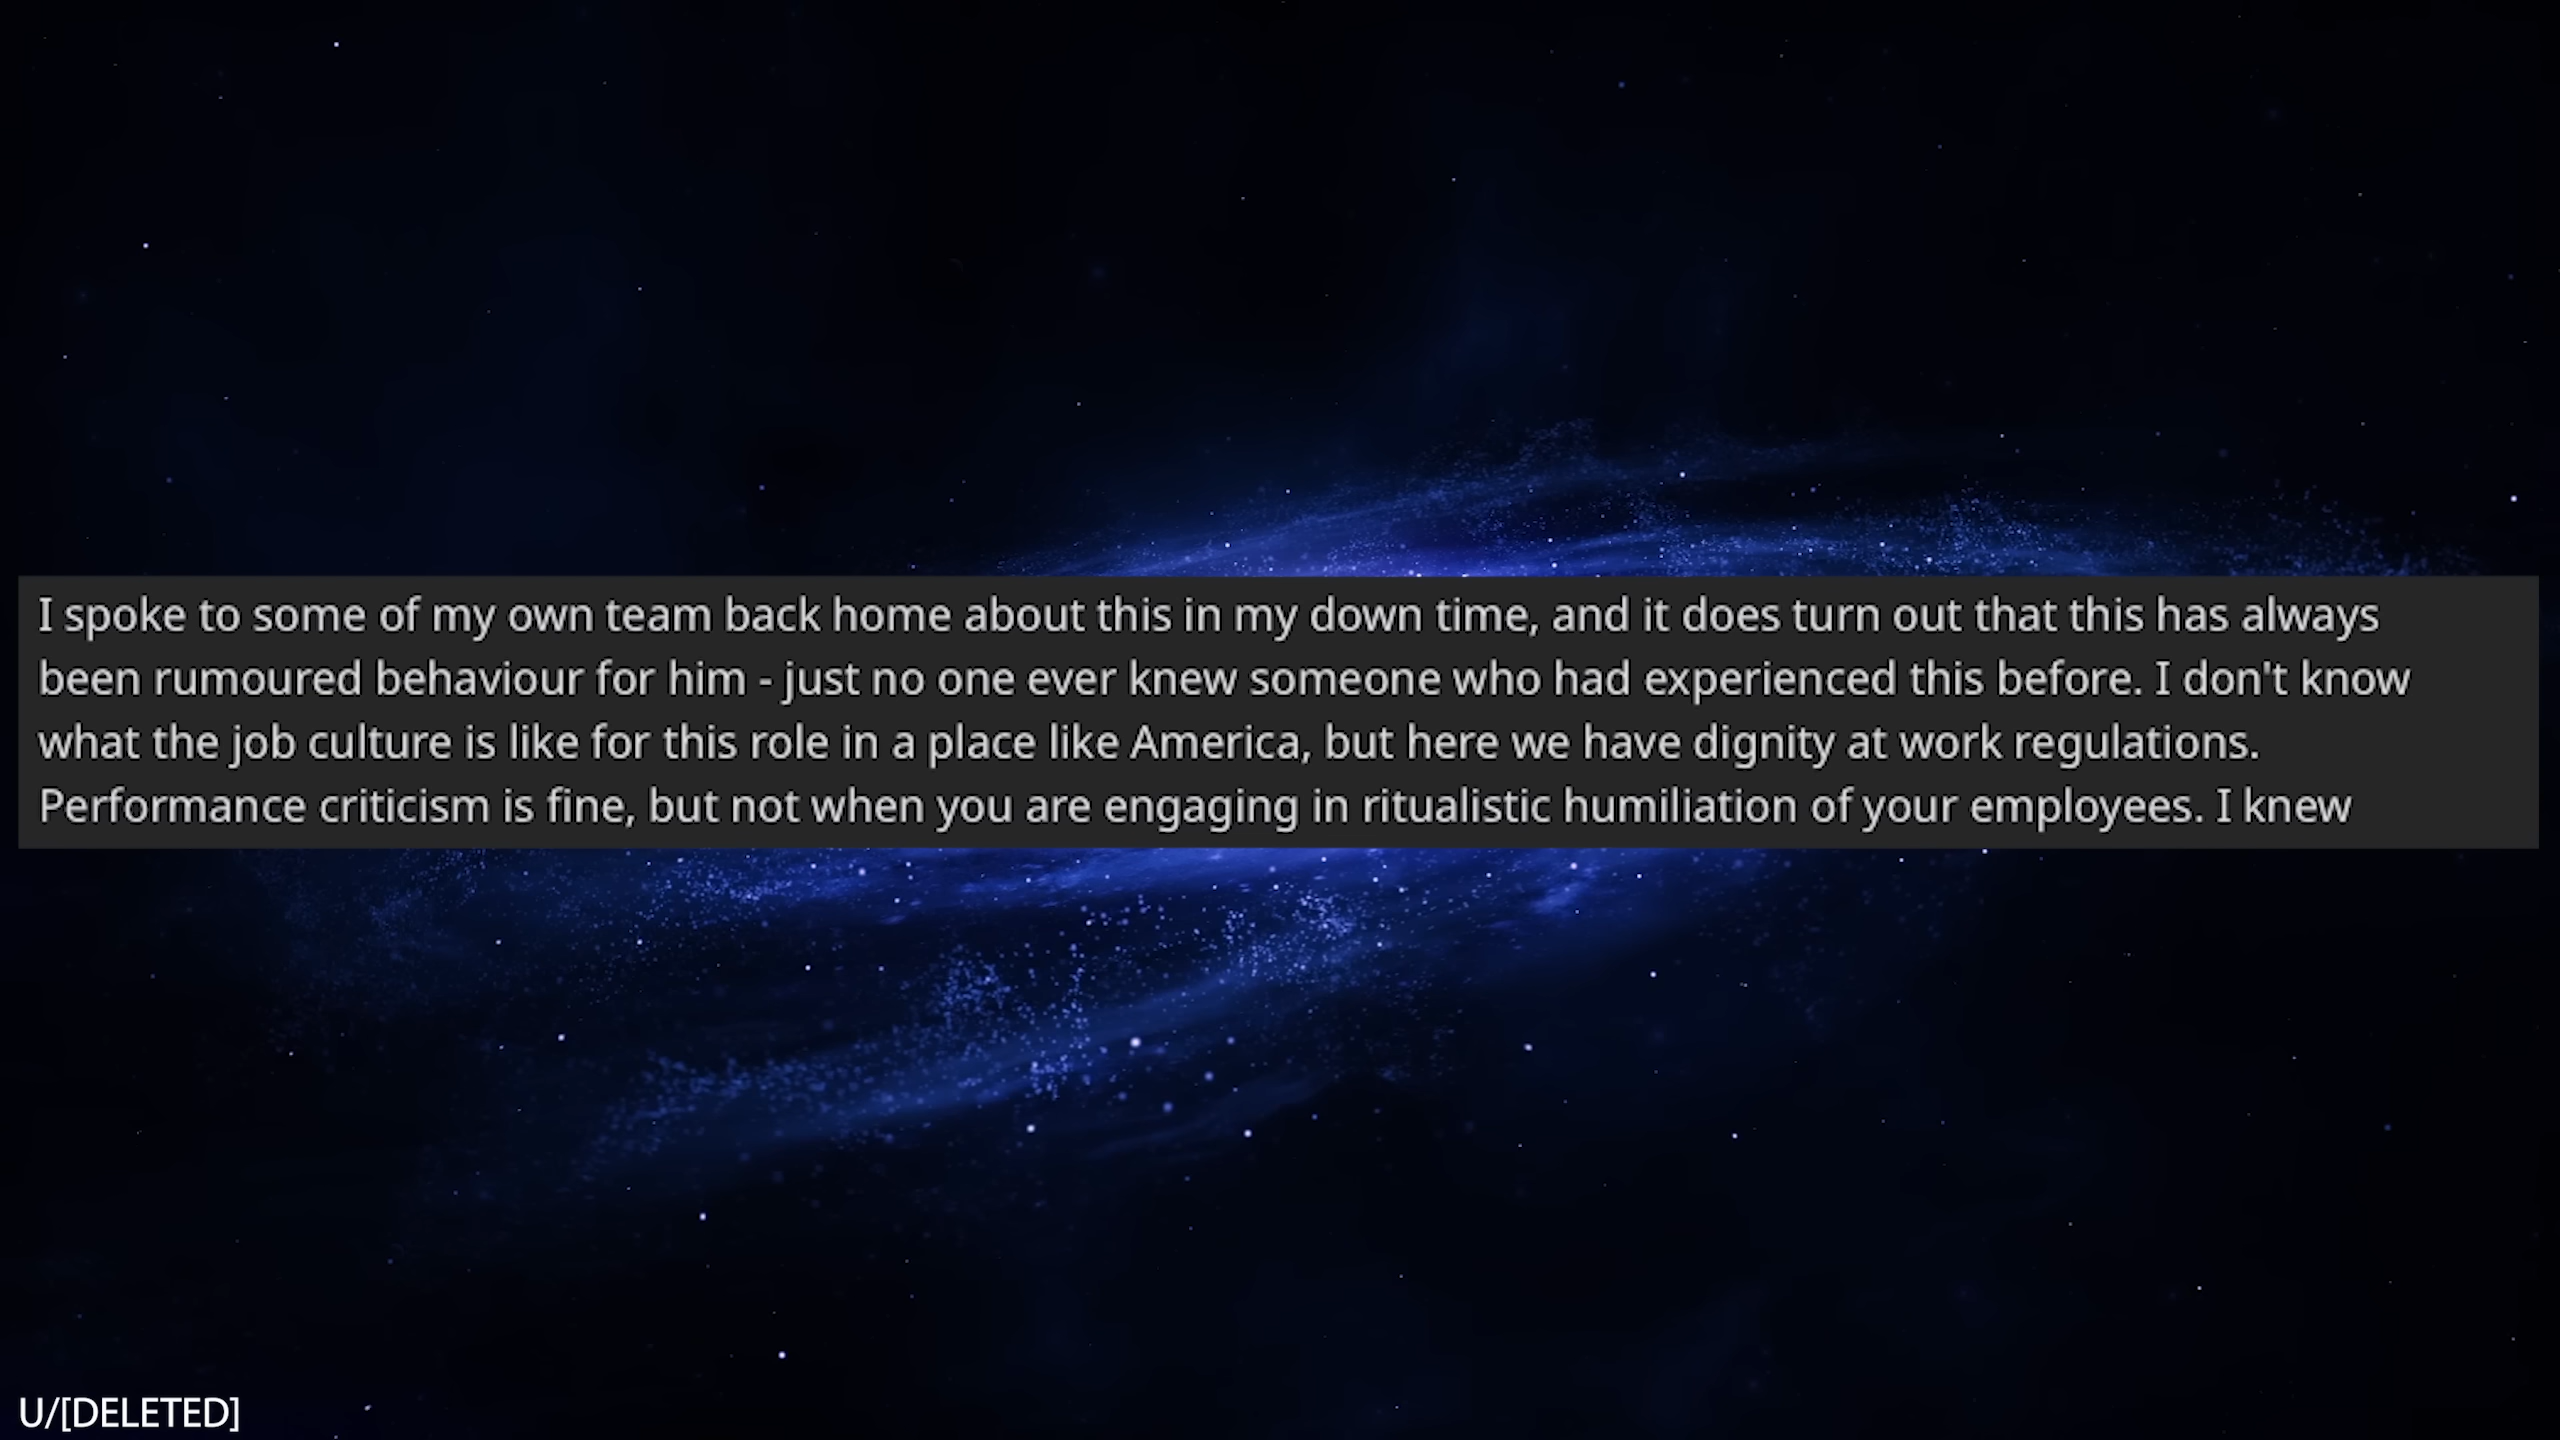 I spoke to some of my own team back home about this in my down time, and it does turn out that this has always
been rumoured behaviour for him - just no one ever knew someone who had experienced this before. I don't know
what the job culture is like for this role in a place like America, but here we have dignity at work regulations.
Performance criticism is fine, but not when you are engaging in ritualistic humiliation of your employees. I knew
U/[DELETED]